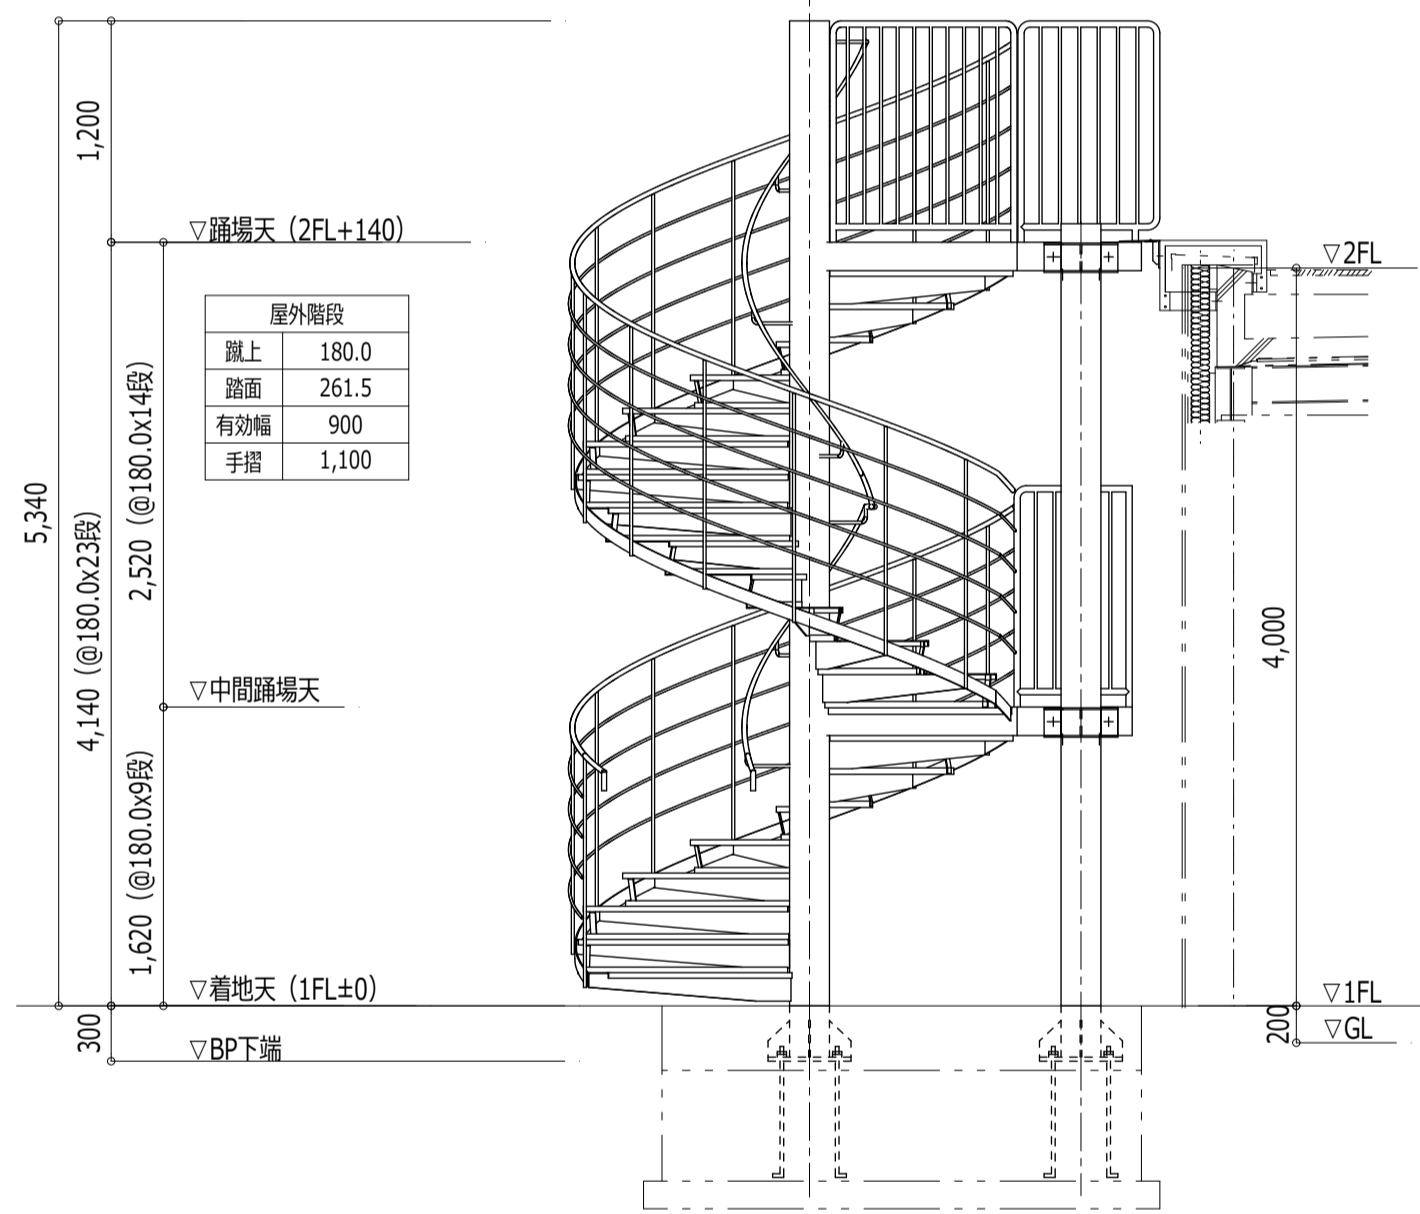 1,200
▽踊場天（2FL+140）
▽2FL
屋外階段
蹴上 180.0
踏面 261.5
有効幅 900
手摺 1,100
5,340
4,140（@180.0x23段）
2,520（@180.0x14段）
4,000
▽中間踊場天
1,620（@180.0x9段）
▽着地天（1FL±0）
▽1FL
300
200
▽GL
▽BP下端